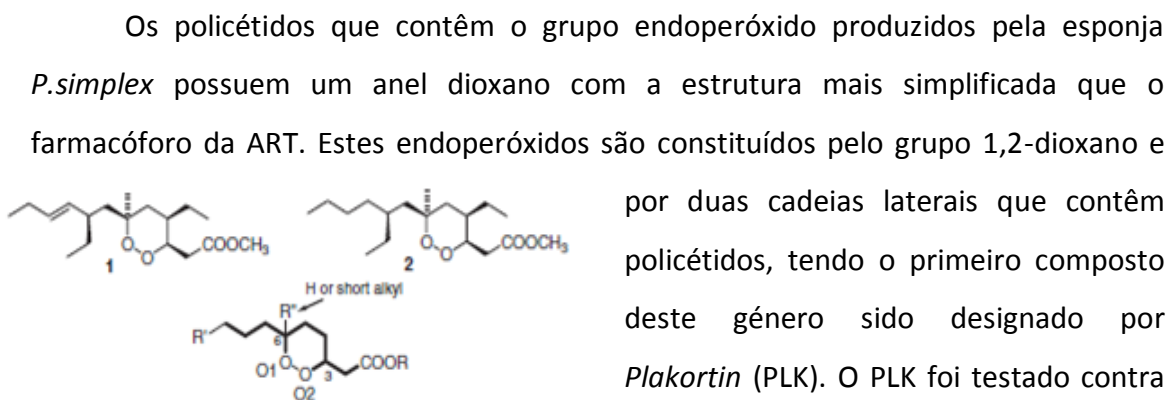 Os policétidos que contêm o grupo endoperóxido produzidos pela esponja
P.simplex possuem um anel dioxano com a estrutura mais simplificada que o
farmacóforo da ART. Estes endoperóxidos são constituídos pelo grupo 1,2-dioxano e
por duas cadeias laterais que contêm
policétidos, tendo o primeiro composto
deste género sido designado por
Plakortin (PLK). O PLK foi testado contra
O O COOCH3
1
O O COOCH3
2
H or short alkyl
R''
R'
6
O1 O
O 3
O2
COOR